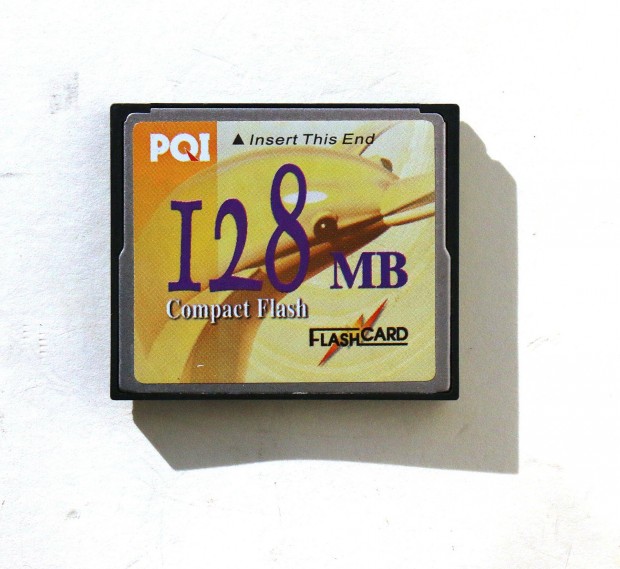 PQI
▲ Insert This End
128 MB
Compact Flash
FLASHCARD